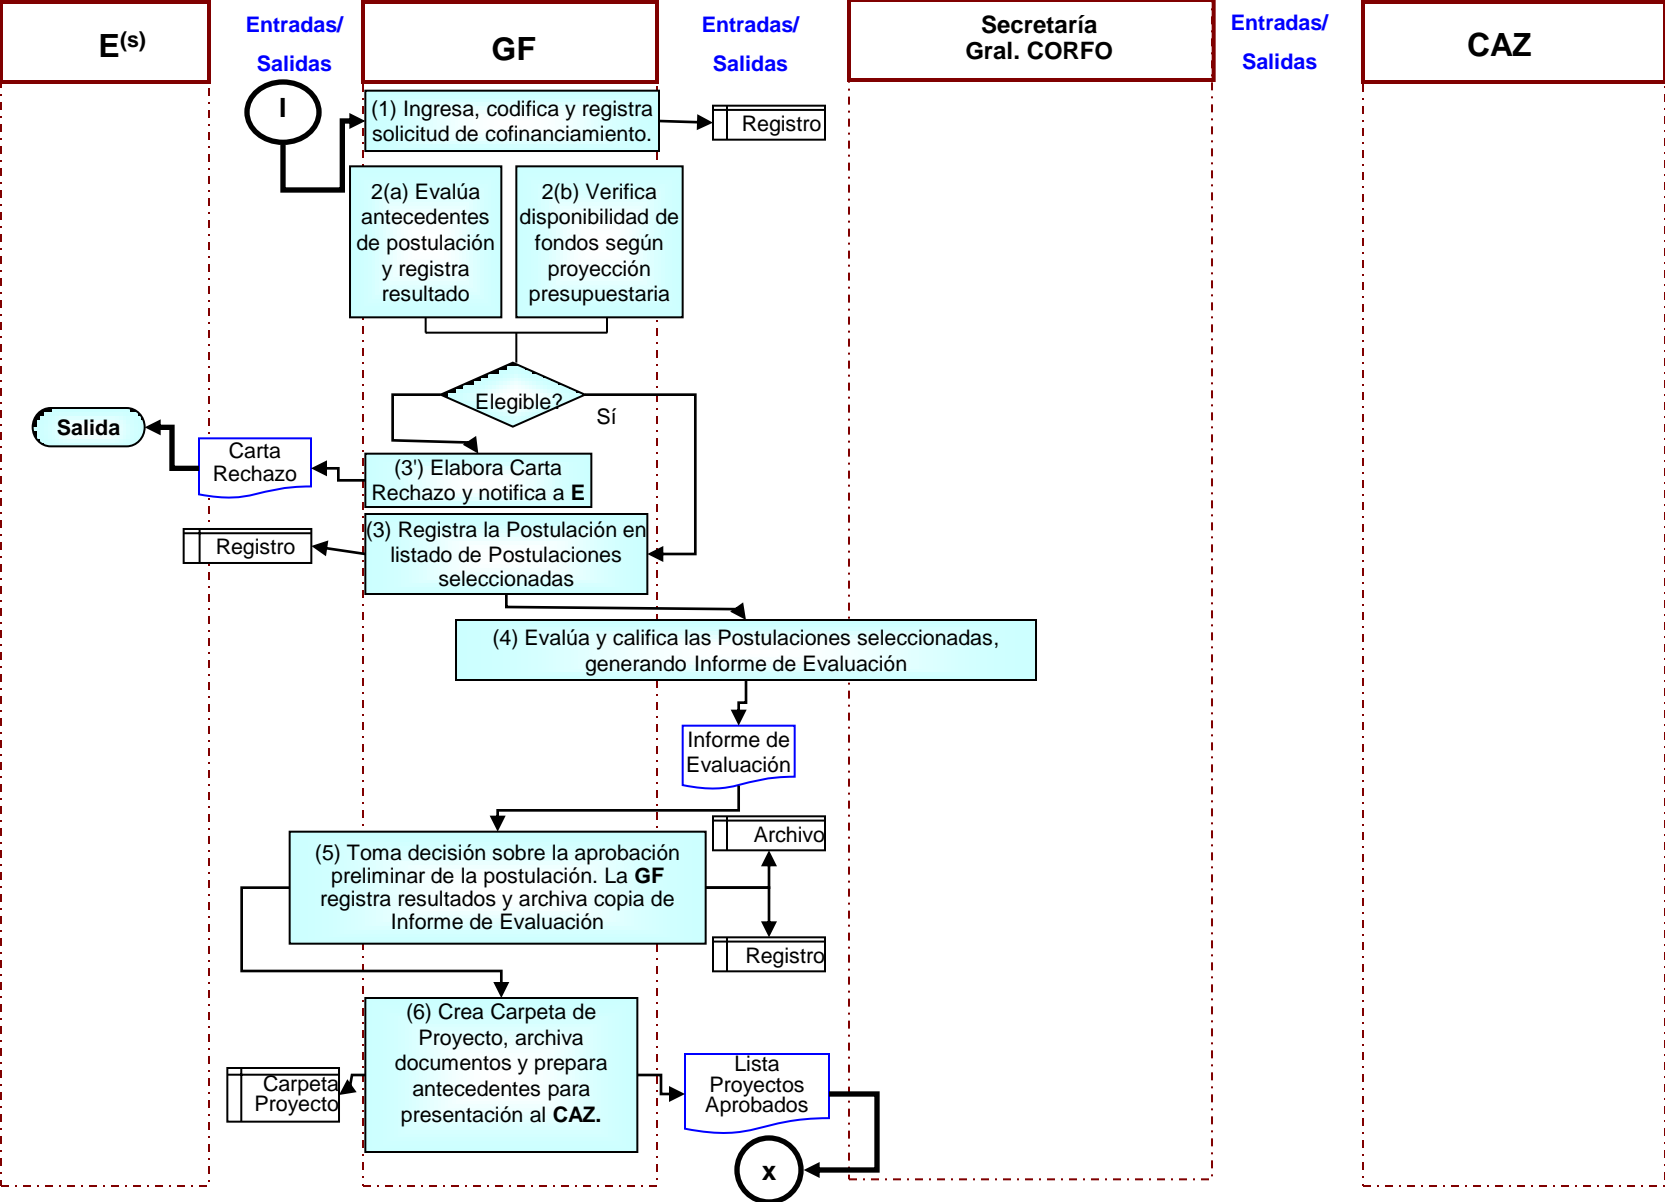 E(s)
Entradas/
Salidas
GF
Entradas/
Salidas
Secretaría
Gral. CORFO
Entradas/
Salidas
CAZ
I
(1) Ingresa, codifica y registra
solicitud de cofinanciamiento.
Registro
2(a) Evalúa
antecedentes
de postulación
y registra
resultado
2(b) Verifica
disponibilidad de
fondos según
proyección
presupuestaria
Elegible?
Sí
Salida
Carta
Rechazo
(3') Elabora Carta
Rechazo y notifica a E
Registro
(3) Registra la Postulación en
listado de Postulaciones
seleccionadas
(4) Evalúa y califica las Postulaciones seleccionadas,
generando Informe de Evaluación
Informe de
Evaluación
Archivo
(5) Toma decisión sobre la aprobación
preliminar de la postulación. La GF
registra resultados y archiva copia de
Informe de Evaluación
Registro
(6) Crea Carpeta de
Proyecto, archiva
documentos y prepara
antecedentes para
presentación al CAZ.
Carpeta
Proyecto
Lista
Proyectos
Aprobados
x